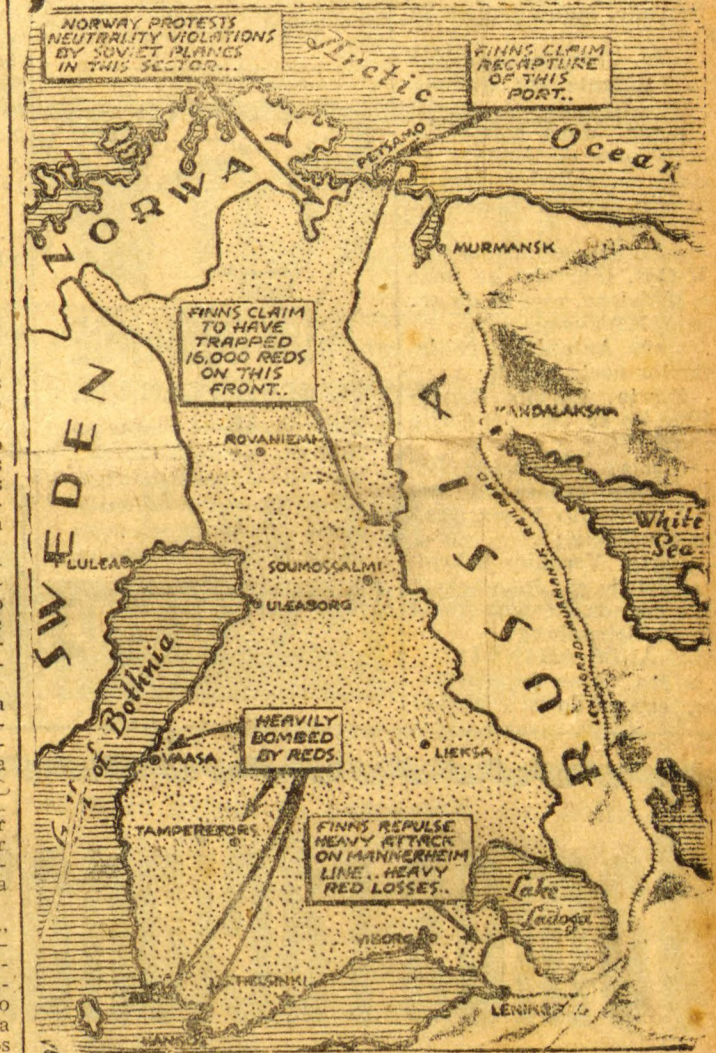 NORWAY PROTESTS
NEUTRALITY VIOLATIONS
BY SOVIET PLANES
IN THIS SECTOR..
Arctic
Ocean
FINNS CLAIM
RECAPTURE
OF THIS
PORT..
PETSAMO
NORWAY
MURMANSK
FINNS CLAIM
TO HAVE
TRAPPED
16,000 REDS
ON THIS
FRONT..
SWEDEN
RUSSIA
KANDALAKSHA
ROVANIEMI
White
Sea
LULEA
SOUMOSSALMI
ULEABORG
LENINGRAD-MURMANSK RAILROAD
Gulf of Bothnia
HEAVILY
BOMBED
BY REDS.
VAASA
LIEKSA
TAMPEREFORS
FINNS REPULSE
HEAVY ATTACK
ON MANNERHEIM
LINE.. HEAVY
RED LOSSES..
Lake
Ladoga
VIBORG
HELSINKI
HANGO
LENINGRAD